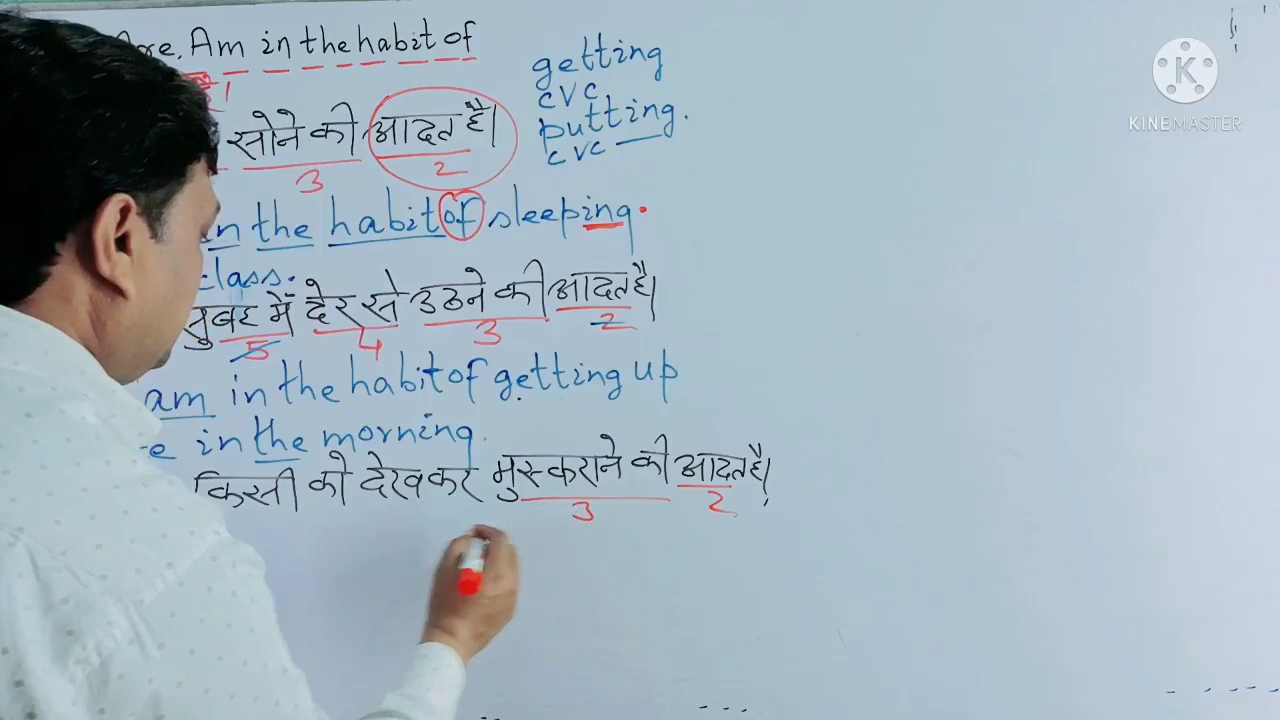 Are, Am in the habit of
1
सोने की आदत है।
3 2
getting
CVC
putting.
CVC
in the habit of sleeping.
class.
सुबह में देर से उठने की आदत है।
5 4 3 2
am in the habit of getting up
in the morning.
किसी को देखकर मुस्कराने की आदत है।
3 2
K
KINEMASTER